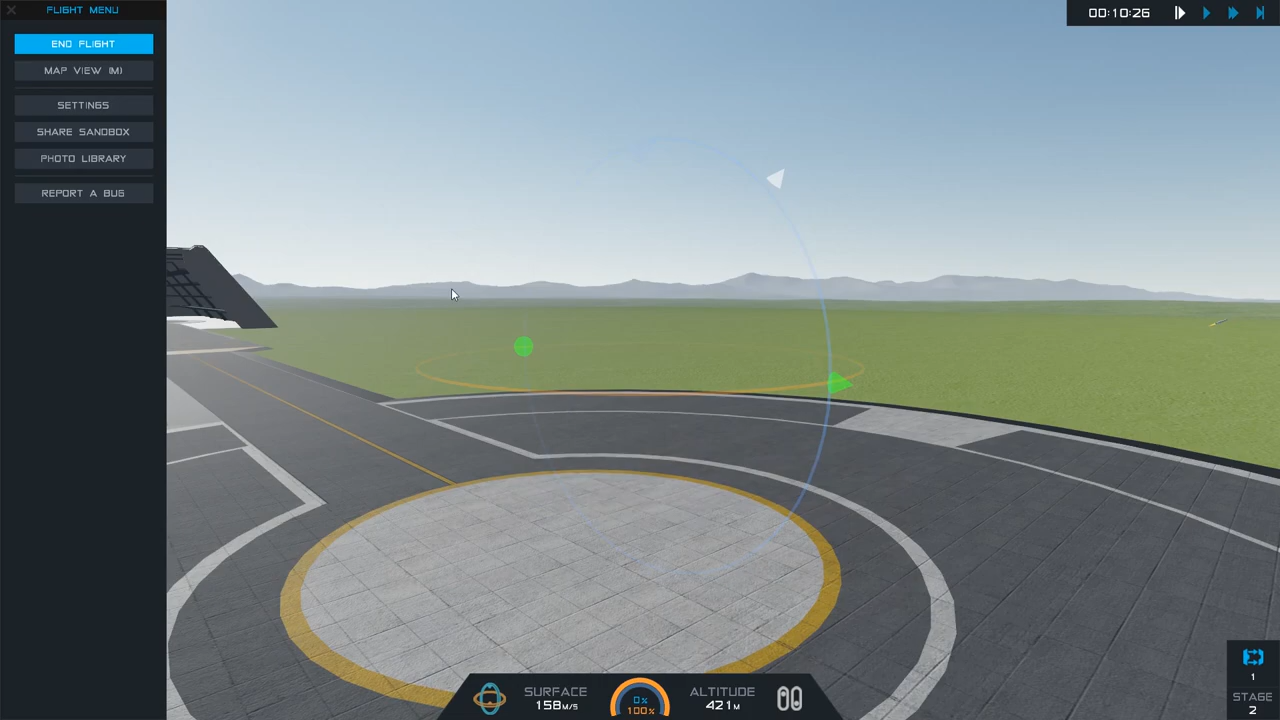 FLIGHT MENU
END FLIGHT
MAP VIEW (M)
SETTINGS
SHARE SANDBOX
PHOTO LIBRARY
REPORT A BUG
00:10:26
SURFACE
158M/S
0%
100%
ALTITUDE
421M
1
STAGE
2